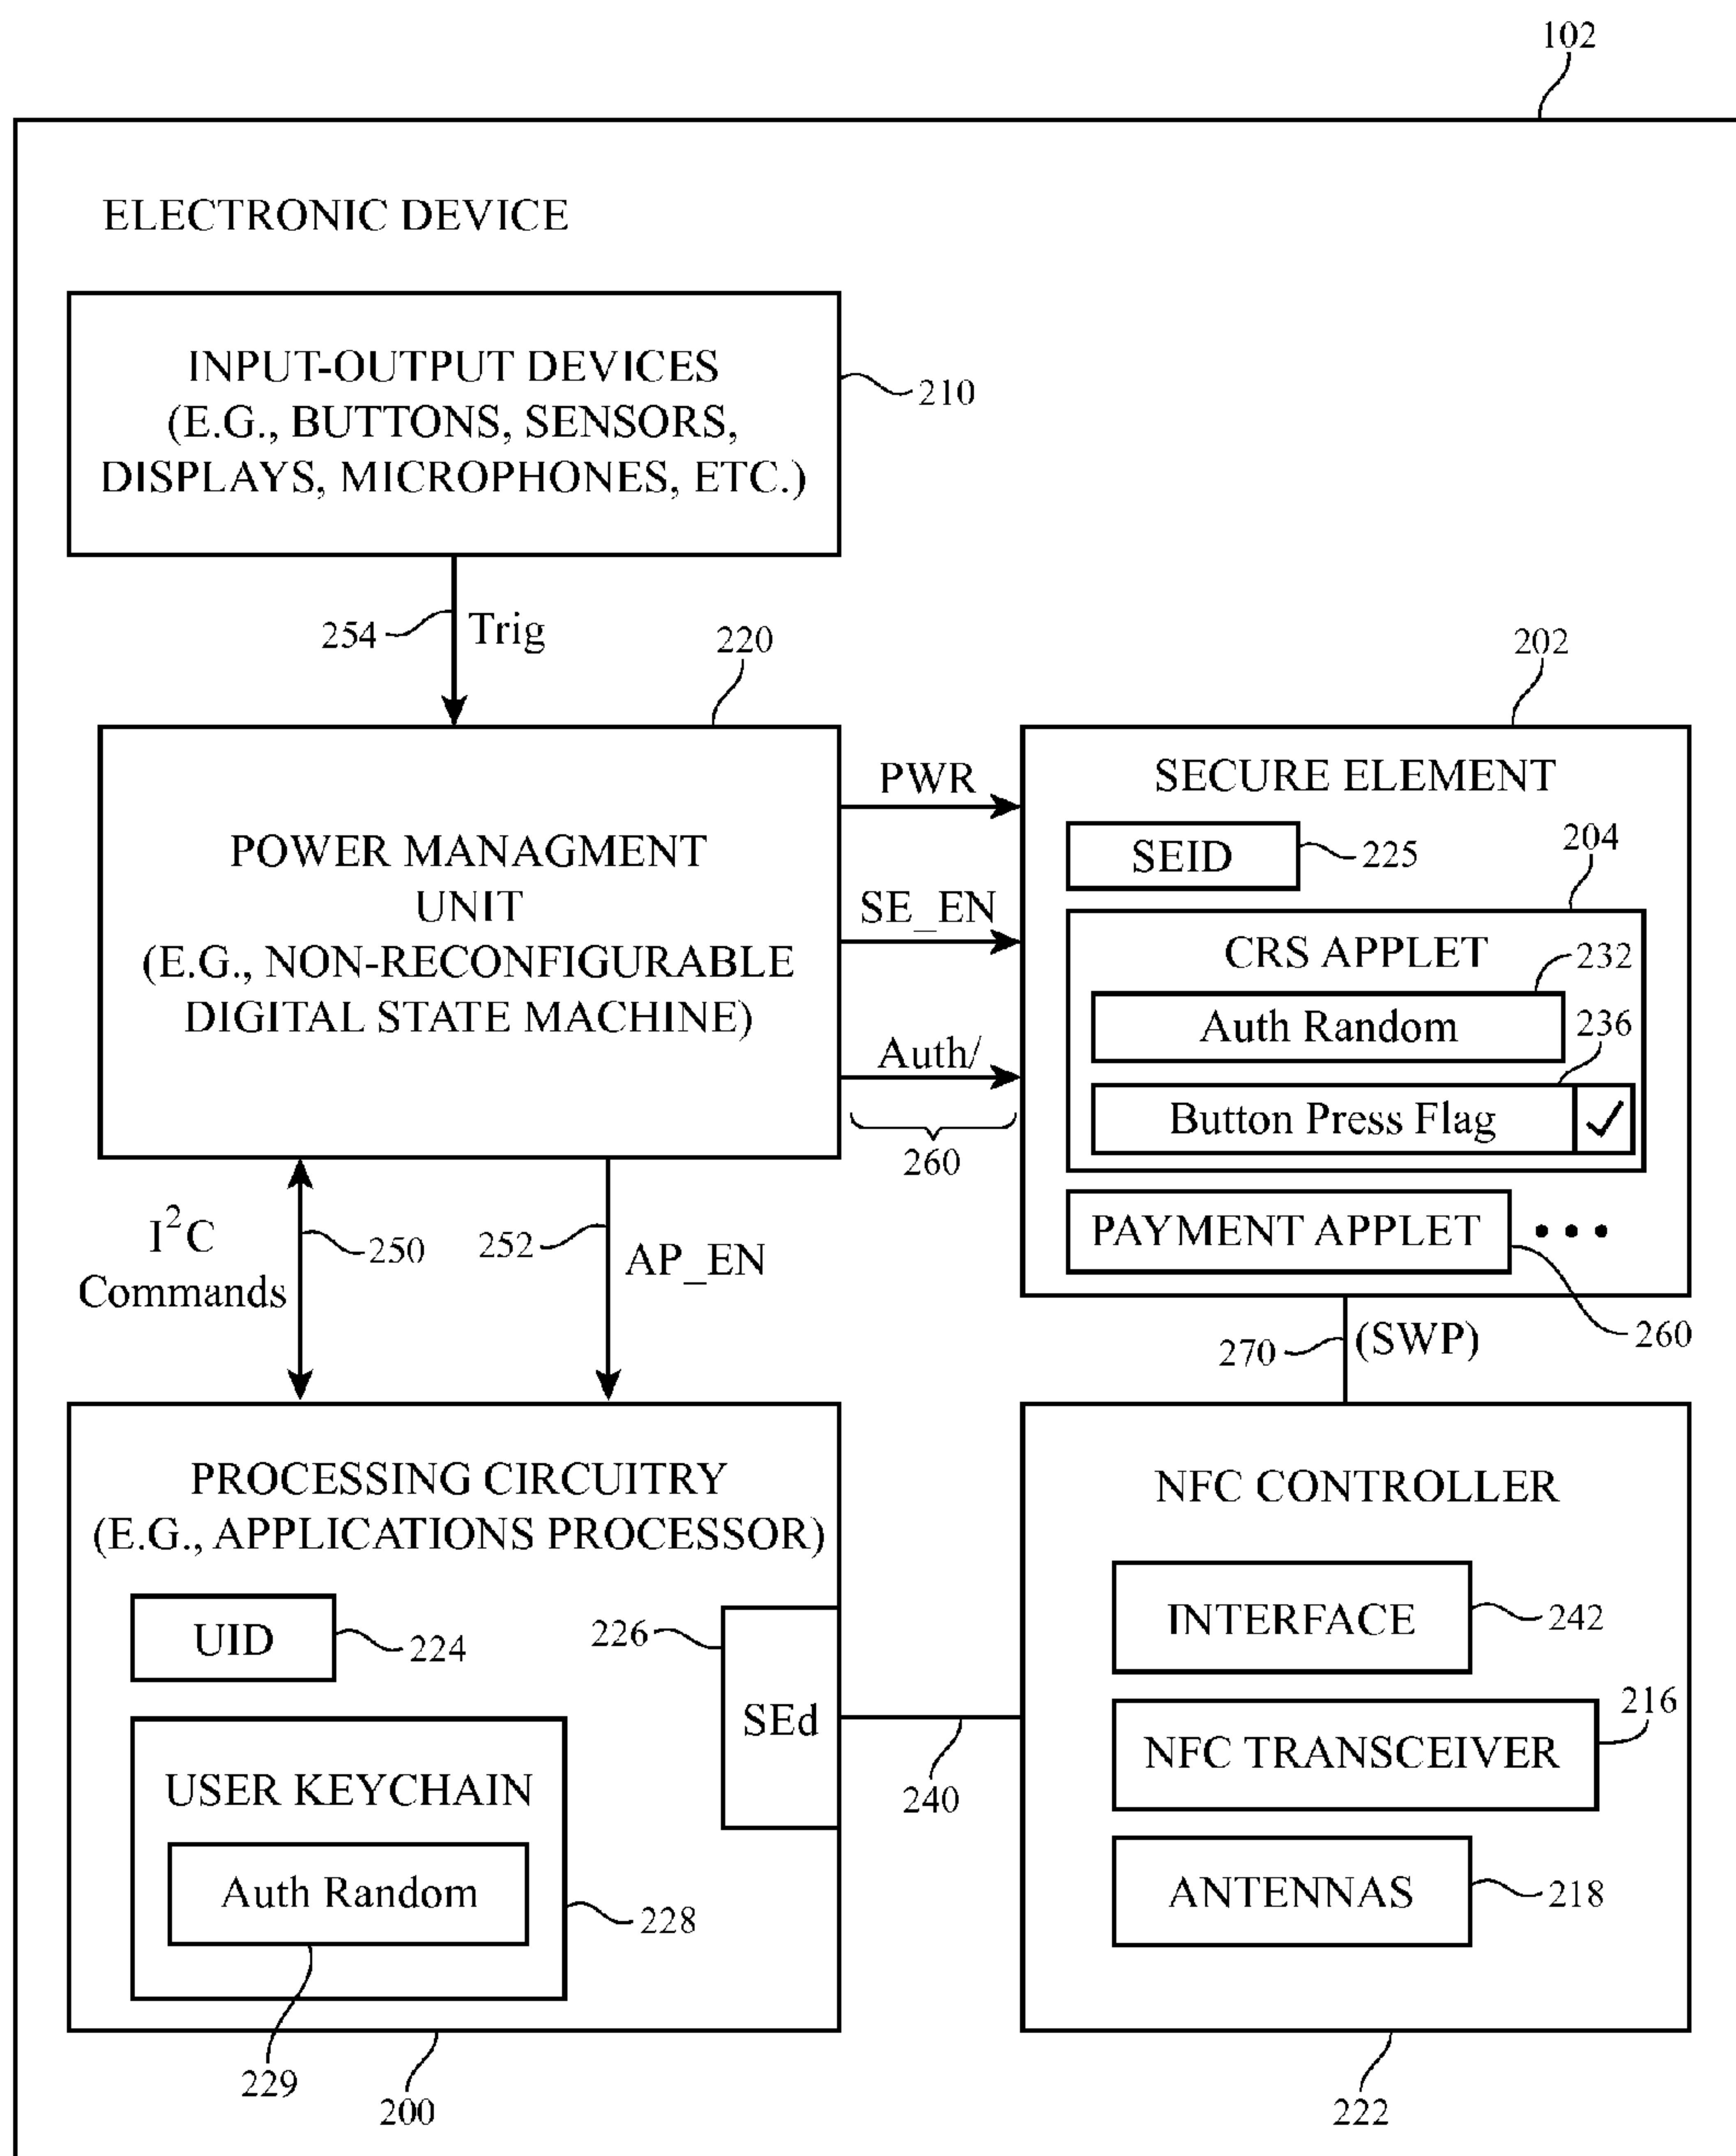 102
ELECTRONIC DEVICE
INPUT-OUTPUT DEVICES
(E.G., BUTTONS, SENSORS,
DISPLAYS, MICROPHONES, ETC.)
210
254
Trig
220
202
POWER MANAGMENT
UNIT
(E.G., NON-RECONFIGURABLE
DIGITAL STATE MACHINE)
PWR
SE_EN
Auth/
260
SECURE ELEMENT
SEID
225
204
CRS APPLET
232
Auth Random
236
Button Press Flag ✓
PAYMENT APPLET • • •
260
I²C
Commands
250
252
AP_EN
270
(SWP)
PROCESSING CIRCUITRY
(E.G., APPLICATIONS PROCESSOR)
UID
224
226
SEd
USER KEYCHAIN
Auth Random
228
229
200
240
NFC CONTROLLER
INTERFACE
242
216
NFC TRANSCEIVER
ANTENNAS
218
222